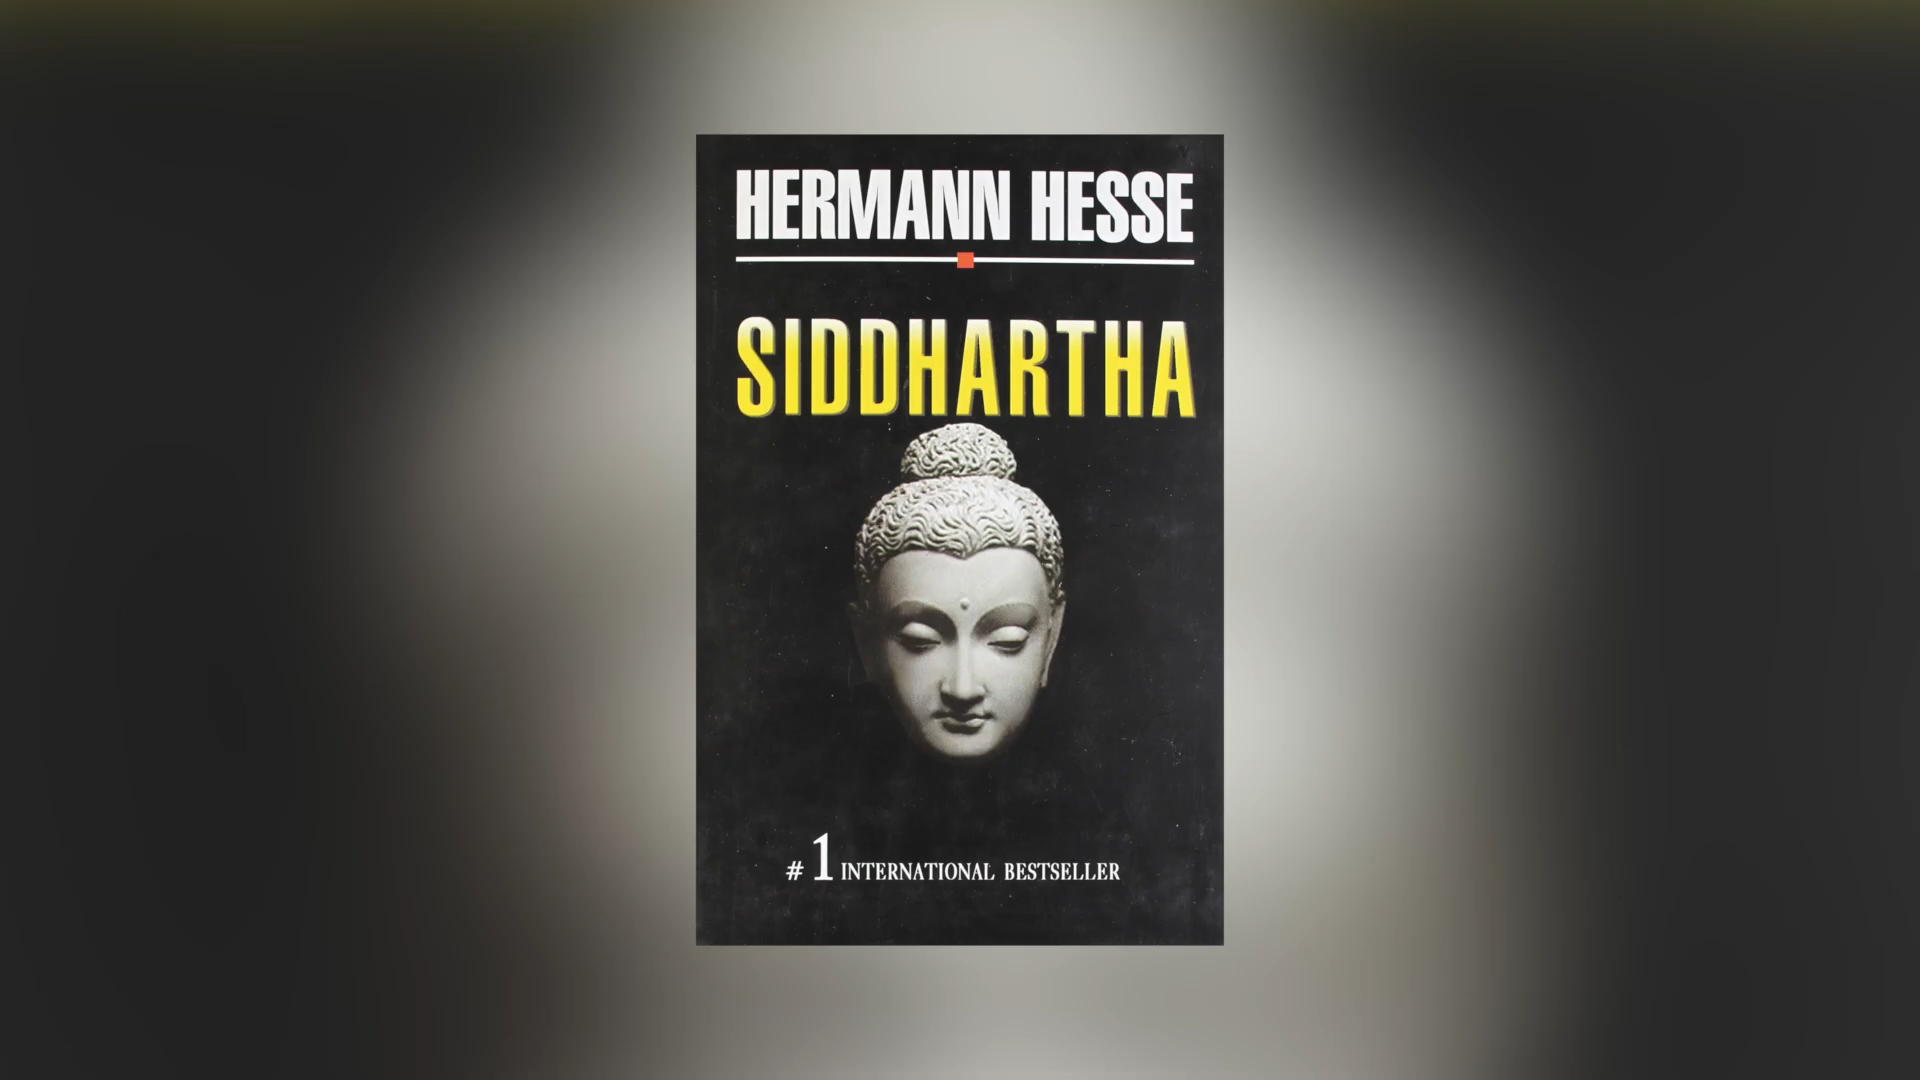 HERMANN HESSE
SIDDHARTHA
# 1 INTERNATIONAL BESTSELLER